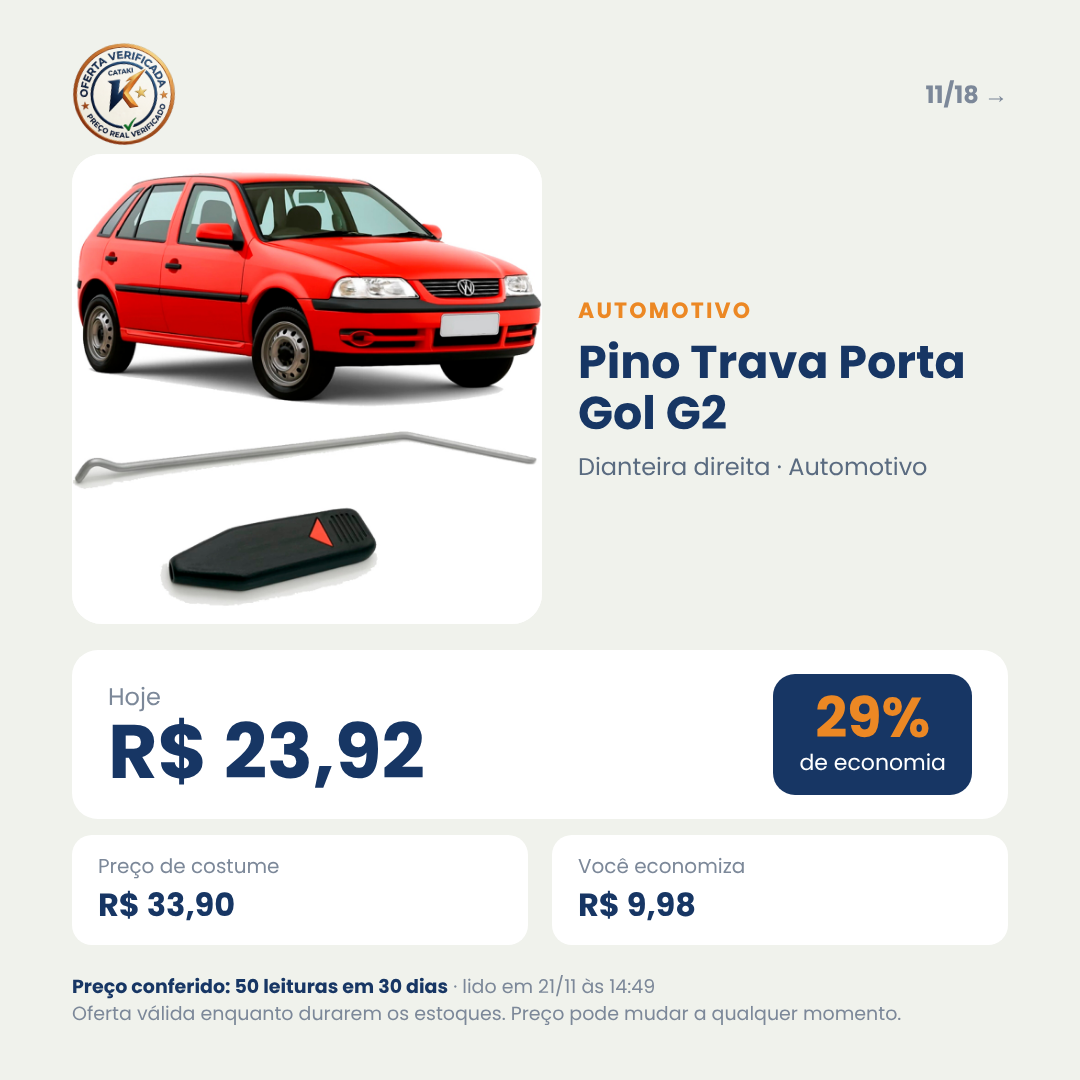 OFERTA VERIFICADA
CATAKI
PREÇO REAL VERIFICADO
11/18 →
AUTOMOTIVO
Pino Trava Porta
Gol G2
Dianteira direita · Automotivo
Hoje
R$ 23,92
29%
de economia
Preço de costume
R$ 33,90
Você economiza
R$ 9,98
Preço conferido: 50 leituras em 30 dias · lido em 21/11 às 14:49
Oferta válida enquanto durarem os estoques. Preço pode mudar a qualquer momento.